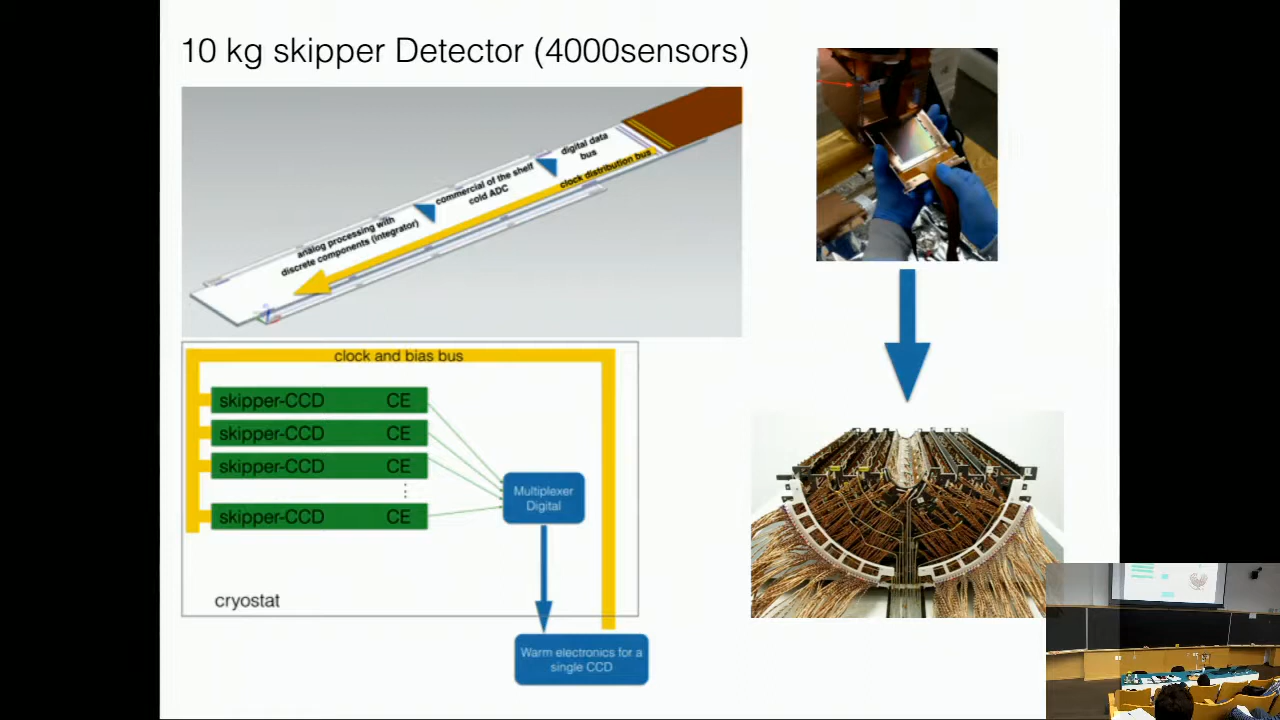 10 kg skipper Detector (4000sensors)
digital data
bus
clock distribution bus
commercial of the shelf
cold ADC
analog processing with
discrete components (integrator)
clock and bias bus
skipper-CCD CE
skipper-CCD CE
skipper-CCD CE
skipper-CCD CE
Multiplexer
Digital
cryostat
Warm electronics for a
single CCD